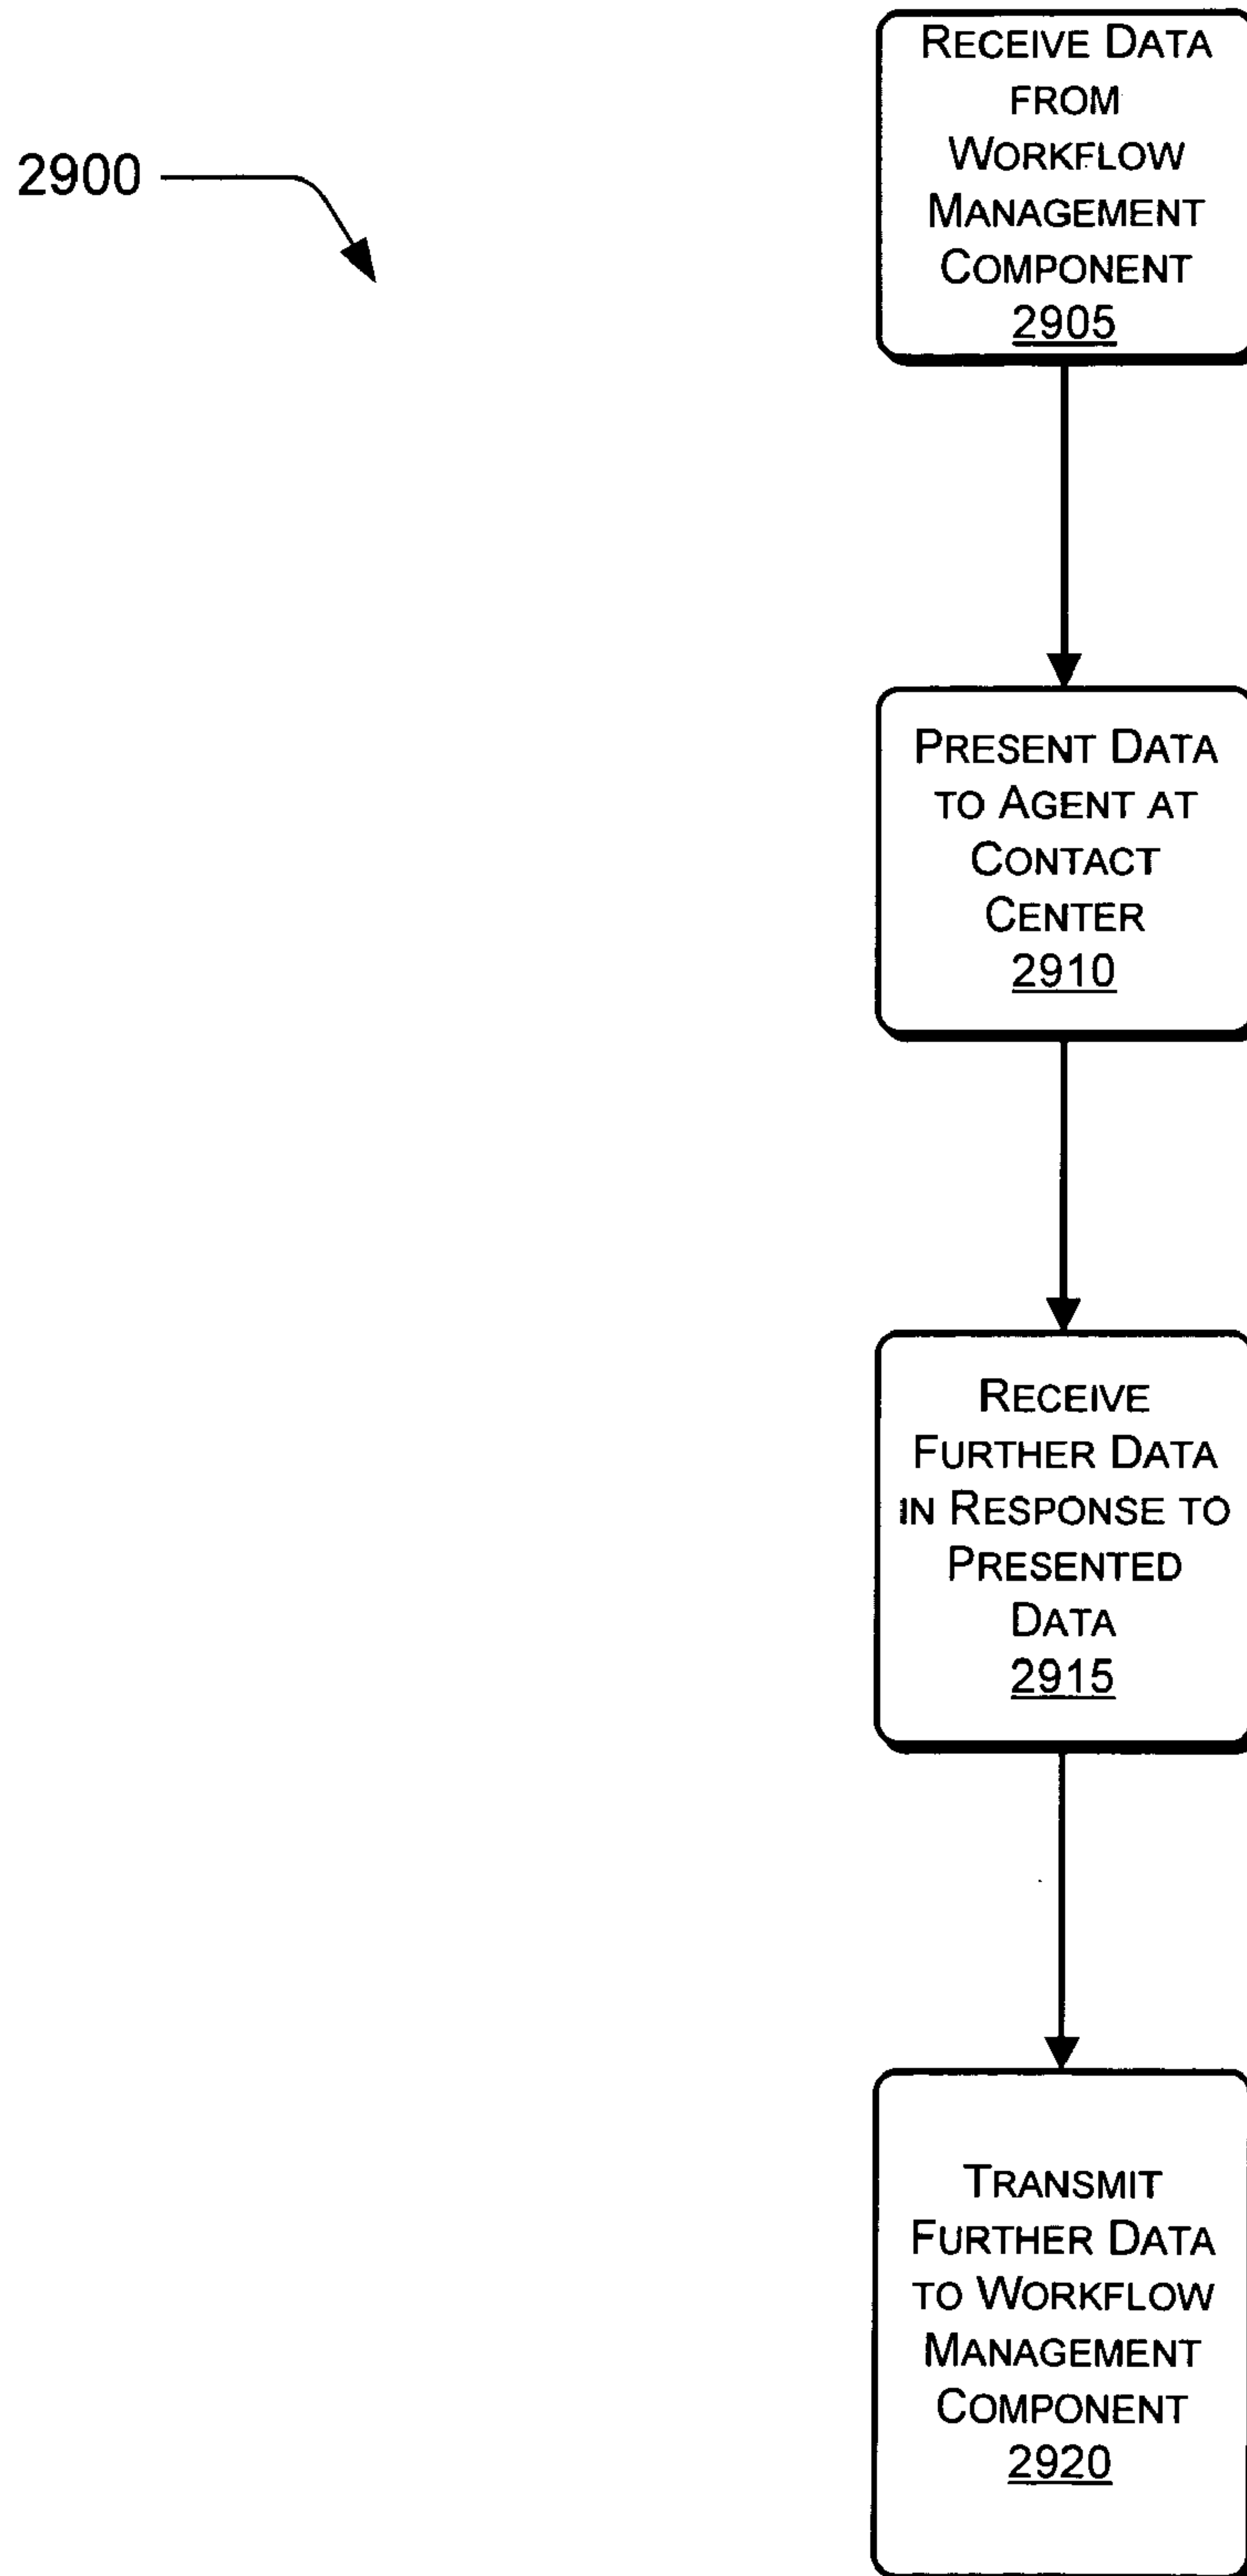 RECEIVE DATA
FROM
WORKFLOW
MANAGEMENT
COMPONENT
2905
2900
PRESENT DATA
TO AGENT AT
CONTACT
CENTER
2910
RECEIVE
FURTHER DATA
IN RESPONSE TO
PRESENTED
DATA
2915
TRANSMIT
FURTHER DATA
TO WORKFLOW
MANAGEMENT
COMPONENT
2920